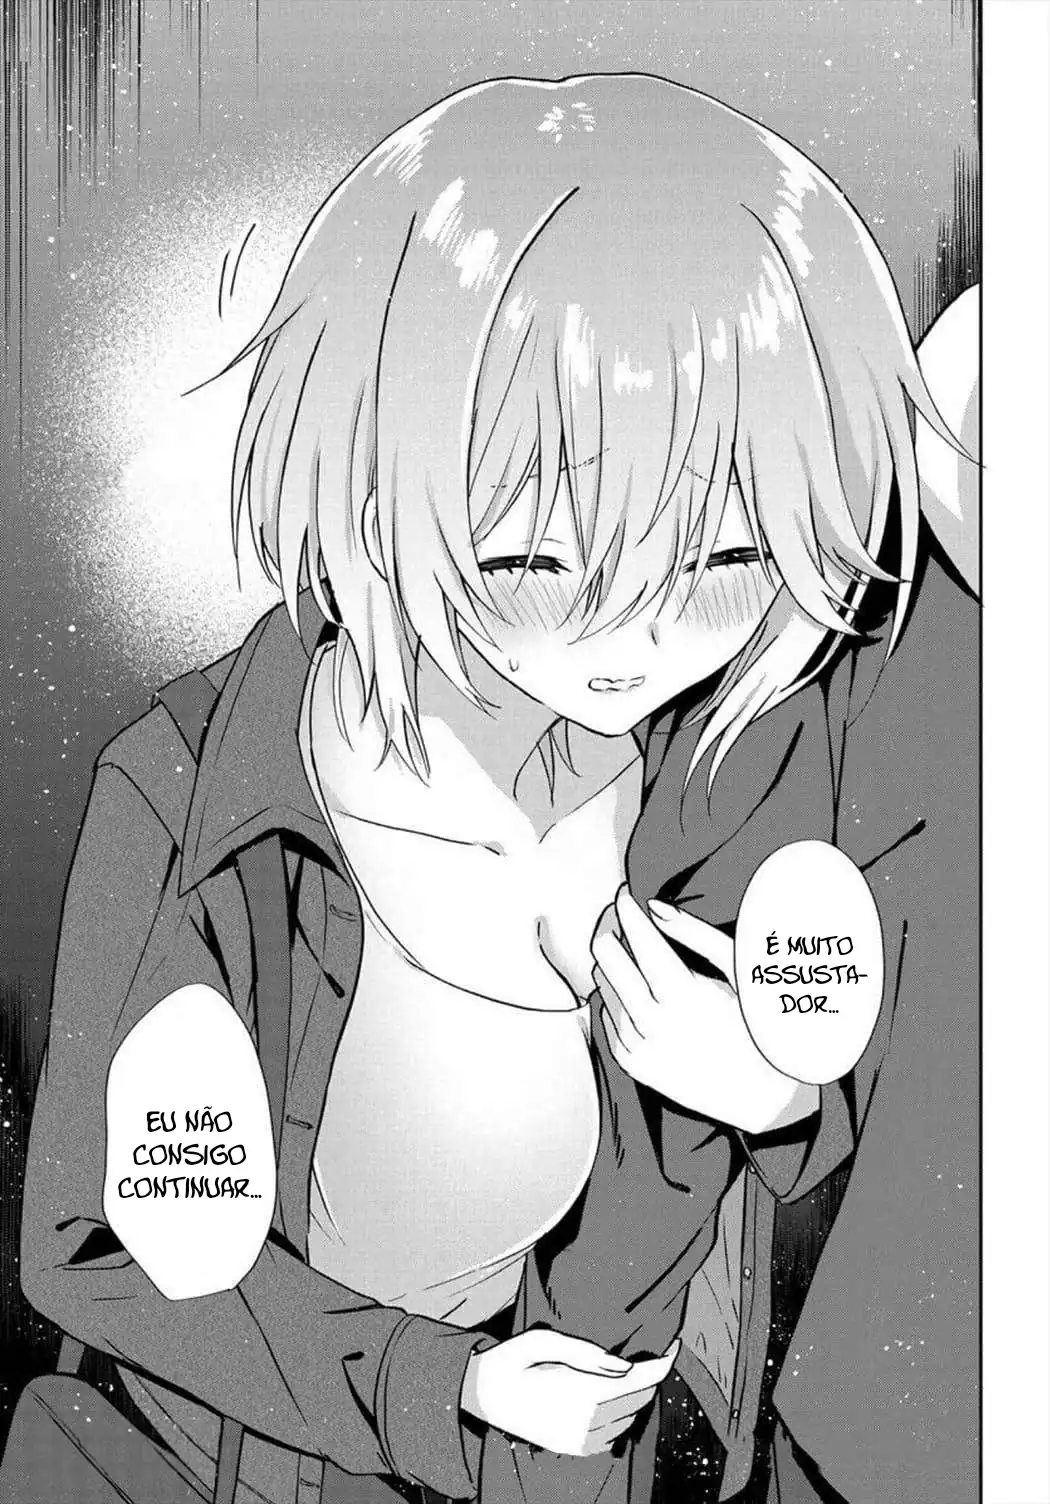 É MUITO
ASSUSTA-
DOR...
EU NÃO
CONSIGO
CONTINUAR...